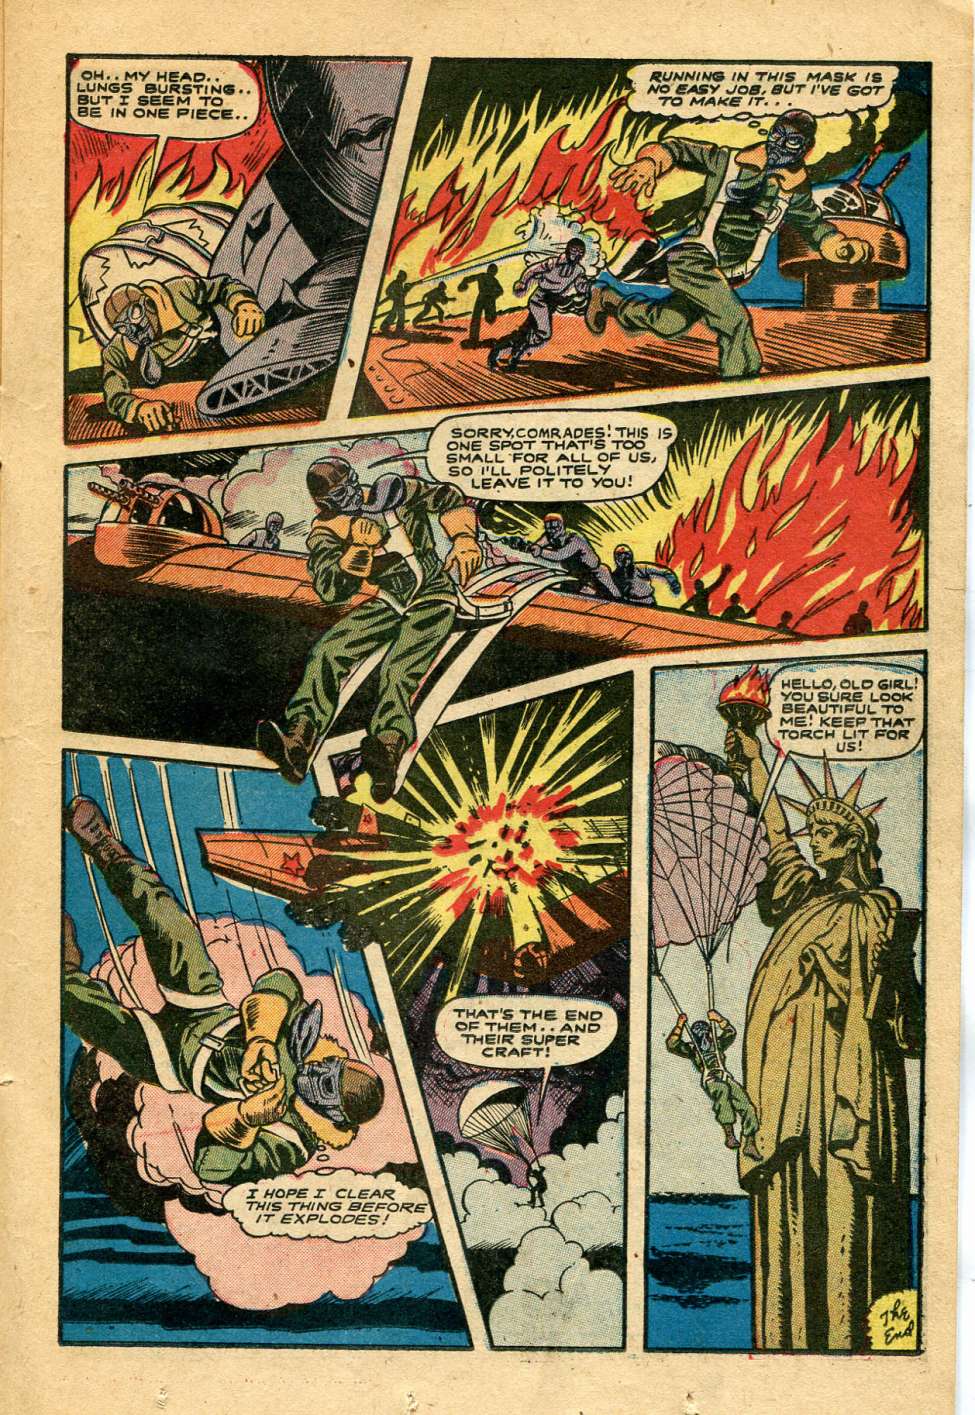 OH.. MY HEAD..
LUNGS BURSTING..
BUT I SEEM TO
BE IN ONE PIECE..
RUNNING IN THIS MASK IS
NO EASY JOB, BUT I'VE GOT
TO MAKE IT...
SORRY, COMRADES! THIS IS
ONE SPOT THAT'S TOO
SMALL FOR ALL OF US,
SO I'LL POLITELY
LEAVE IT TO YOU!
I HOPE I CLEAR
THIS THING BEFORE
IT EXPLODES!
THAT'S THE END
OF THEM.. AND
THEIR SUPER
CRAFT!
HELLO, OLD GIRL!
YOU SURE LOOK
BEAUTIFUL TO
ME! KEEP THAT
TORCH LIT FOR
US!
The
End